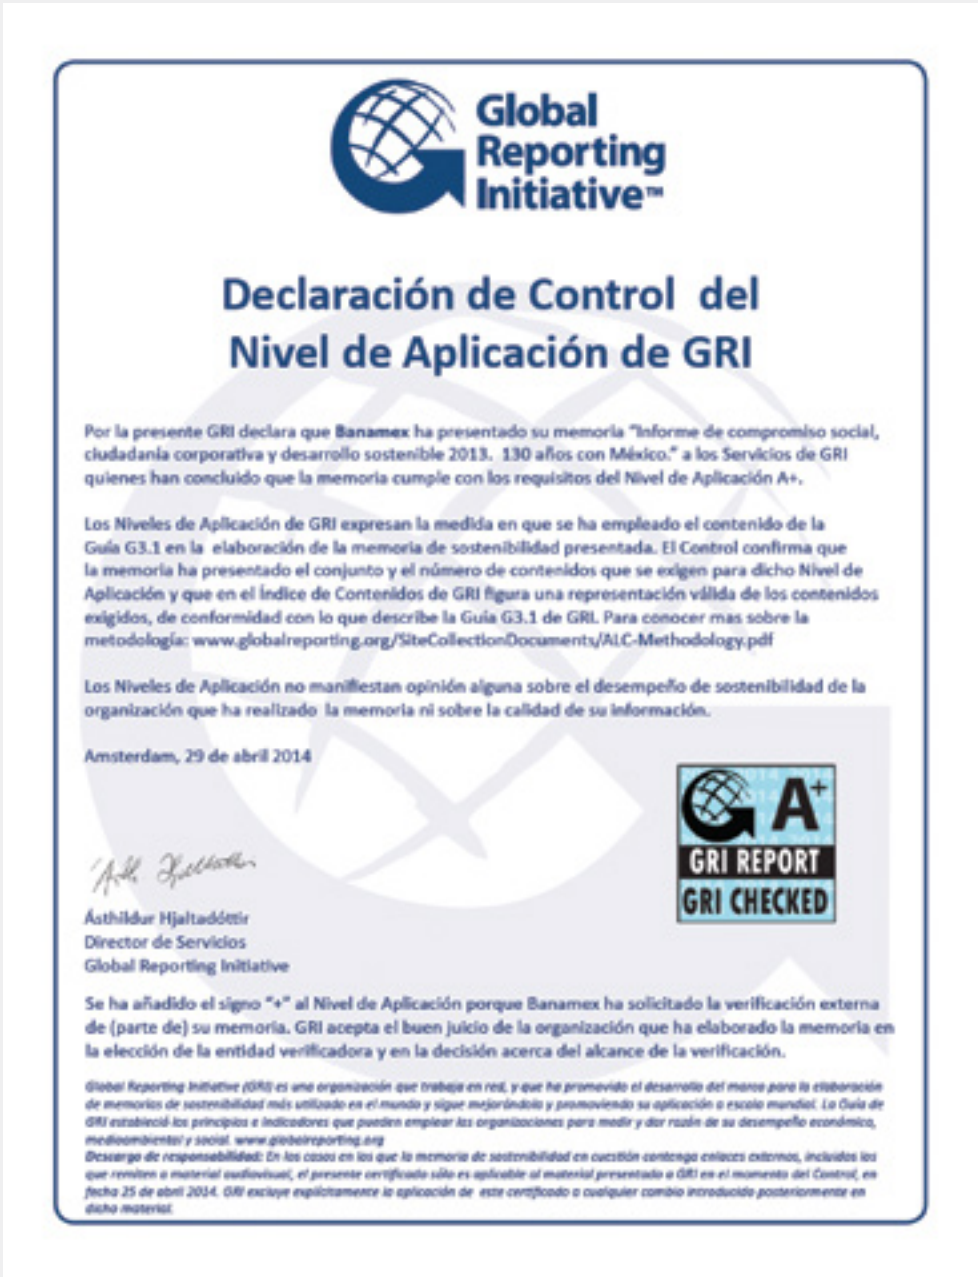 Global
Reporting
Initiative™
Declaración de Control del
Nivel de Aplicación de GRI
Por la presente GRI declara que Banamex ha presentado su memoria "Informe de compromiso social,
ciudadanía corporativa y desarrollo sostenible 2013. 130 años con México." a los Servicios de GRI
quienes han concluido que la memoria cumple con los requisitos del Nivel de Aplicación A+.
Los Niveles de Aplicación de GRI expresan la medida en que se ha empleado el contenido de la
Guía G3.1 en la elaboración de la memoria de sostenibilidad presentada. El Control confirma que
la memoria ha presentado el conjunto y el número de contenidos que se exigen para dicho Nivel de
Aplicación y que en el Índice de Contenidos de GRI figura una representación válida de los contenidos
exigidos, de conformidad con lo que describe la Guía G3.1 de GRI. Para conocer mas sobre la
metodología: www.globalreporting.org/SiteCollectionDocuments/ALC-Methodology.pdf
Los Niveles de Aplicación no manifiestan opinión alguna sobre el desempeño de sostenibilidad de la
organización que ha realizado la memoria ni sobre la calidad de su información.
Amsterdam, 29 de abril 2014
A+
GRI REPORT
GRI CHECKED
Ásthildur Hjaltadóttir
Director de Servicios
Global Reporting Initiative
Se ha añadido el signo "+" al Nivel de Aplicación porque Banamex ha solicitado la verificación externa
de (parte de) su memoria. GRI acepta el buen juicio de la organización que ha elaborado la memoria en
la elección de la entidad verificadora y en la decisión acerca del alcance de la verificación.
Global Reporting Initiative (GRI) es una organización que trabaja en red, y que ha promovido el desarrollo del marco para la elaboración
de memorias de sostenibilidad más utilizado en el mundo y sigue mejorándola y promoviendo su aplicación a escala mundial. La Guía de
GRI estableció los principios e indicadores que pueden emplear las organizaciones para medir y dar razón de su desempeño económico,
medioambiental y social. www.globalreporting.org
Descargo de responsabilidad: En los casos en los que la memoria de sostenibilidad en cuestión contenga enlaces externos, incluidos los
que remiten a material audiovisual, el presente certificado sólo es aplicable al material presentado a GRI en el momento del Control, en
fecha 25 de abril 2014. GRI excluye explícitamente la aplicación de este certificado a cualquier cambio introducido posteriormente en
dicho material.